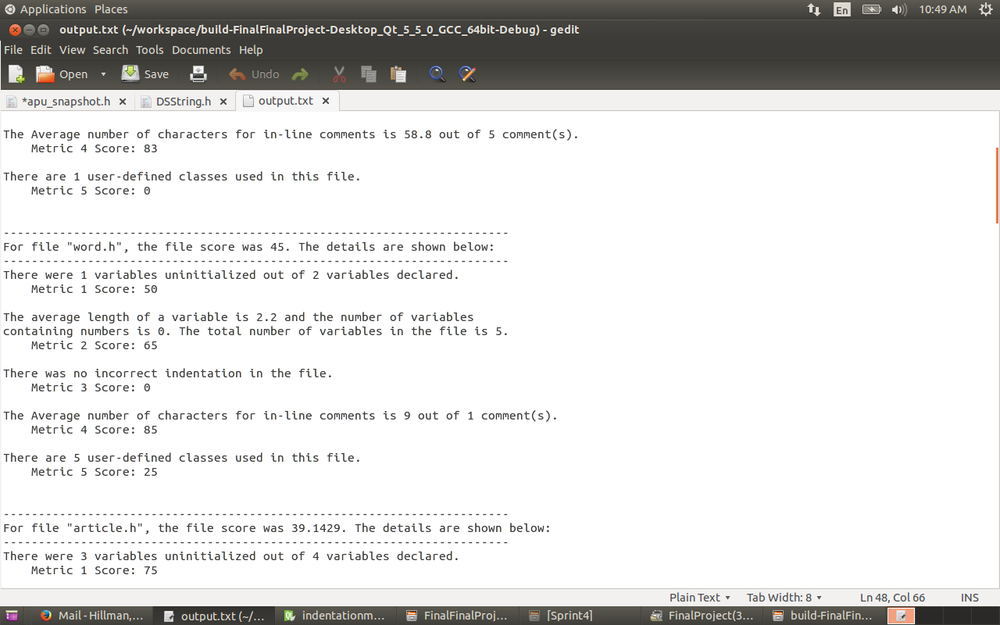 Applications Places En 10:49 AM
output.txt (~/workspace/build-FinalFinalProject-Desktop_Qt_5_5_0_GCC_64bit-Debug) - gedit
File Edit View Search Tools Documents Help
Open Save Undo
*apu_snapshot.h DSString.h output.txt
The Average number of characters for in-line comments is 58.8 out of 5 comment(s).
Metric 4 Score: 83
There are 1 user-defined classes used in this file.
Metric 5 Score: 0
------------------------------------------------------------------------
For file "word.h", the file score was 45. The details are shown below:
------------------------------------------------------------------------
There were 1 variables uninitialized out of 2 variables declared.
Metric 1 Score: 50
The average length of a variable is 2.2 and the number of variables
containing numbers is 0. The total number of variables in the file is 5.
Metric 2 Score: 65
There was no incorrect indentation in the file.
Metric 3 Score: 0
The Average number of characters for in-line comments is 9 out of 1 comment(s).
Metric 4 Score: 85
There are 5 user-defined classes used in this file.
Metric 5 Score: 25
------------------------------------------------------------------------
For file "article.h", the file score was 39.1429. The details are shown below:
------------------------------------------------------------------------
There were 3 variables uninitialized out of 4 variables declared.
Metric 1 Score: 75
Plain Text Tab Width: 8 Ln 48, Col 66 INS
Mail - Hillman,... output.txt (~/... indentationm... FinalFinalProj... [Sprint4] FinalProject(3... build-FinalFin...